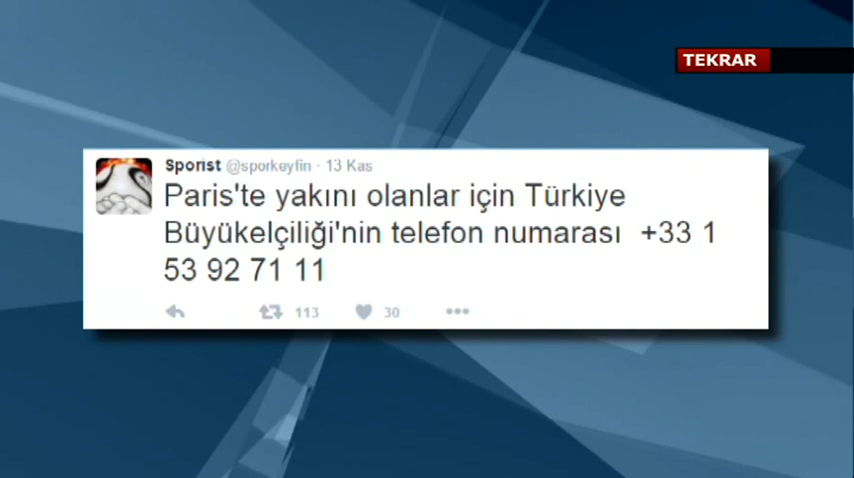 TEKRAR
Sporist @sporkeyfin · 13 Kas
Paris'te yakını olanlar için Türkiye
Büyükelçiliği'nin telefon numarası +33 1
53 92 71 11
113 30